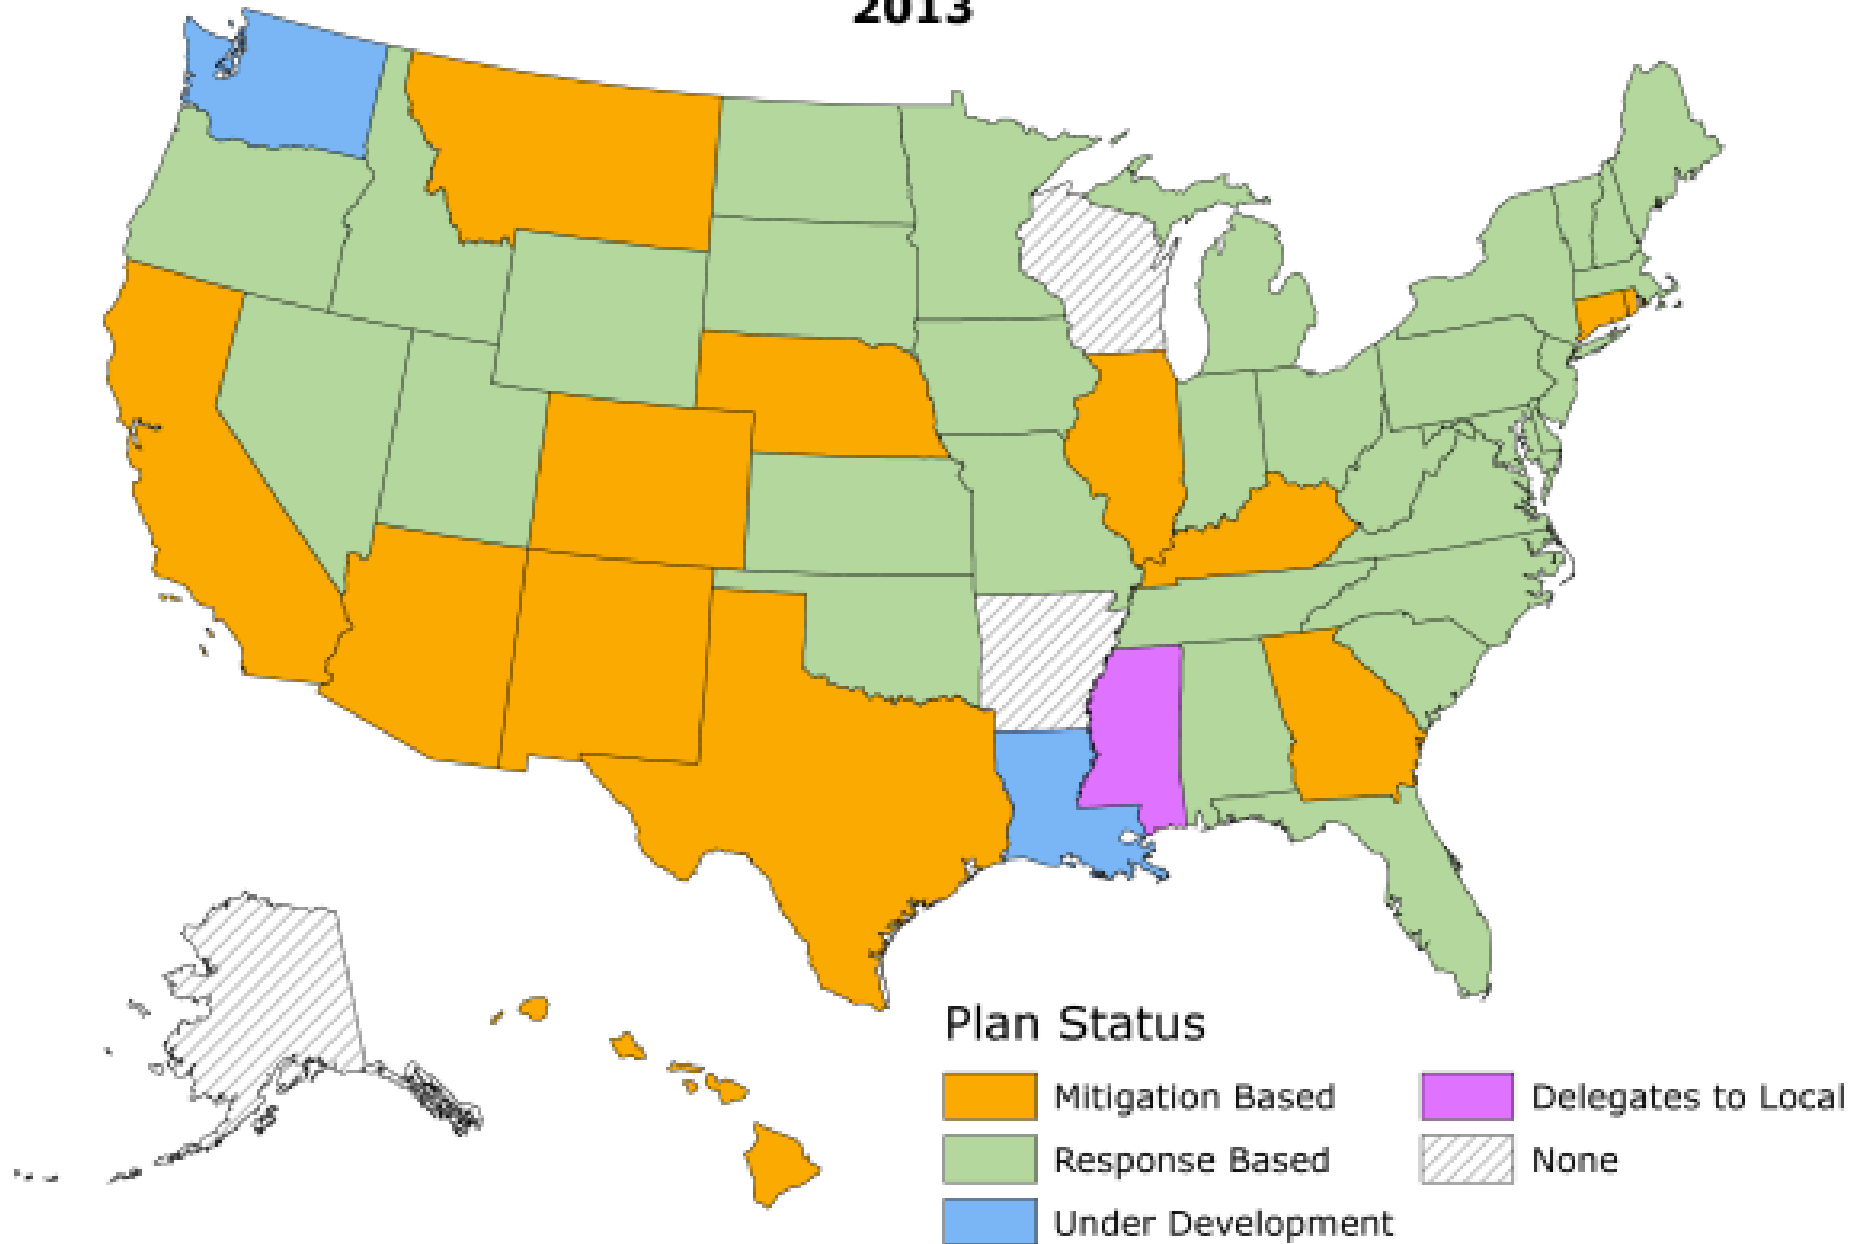 2013
Plan Status
Mitigation Based
Response Based
Under Development
Delegates to Local
None